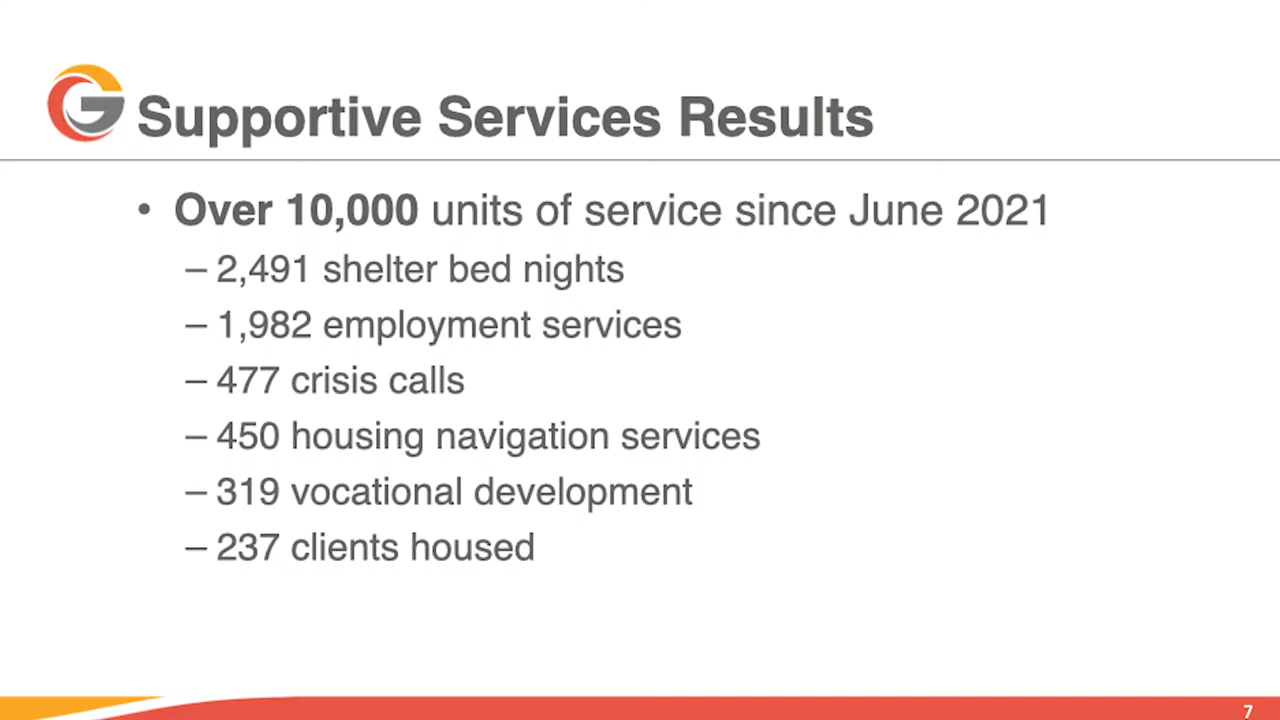 Supportive Services Results
• Over 10,000 units of service since June 2021
– 2,491 shelter bed nights
– 1,982 employment services
– 477 crisis calls
– 450 housing navigation services
– 319 vocational development
– 237 clients housed
7